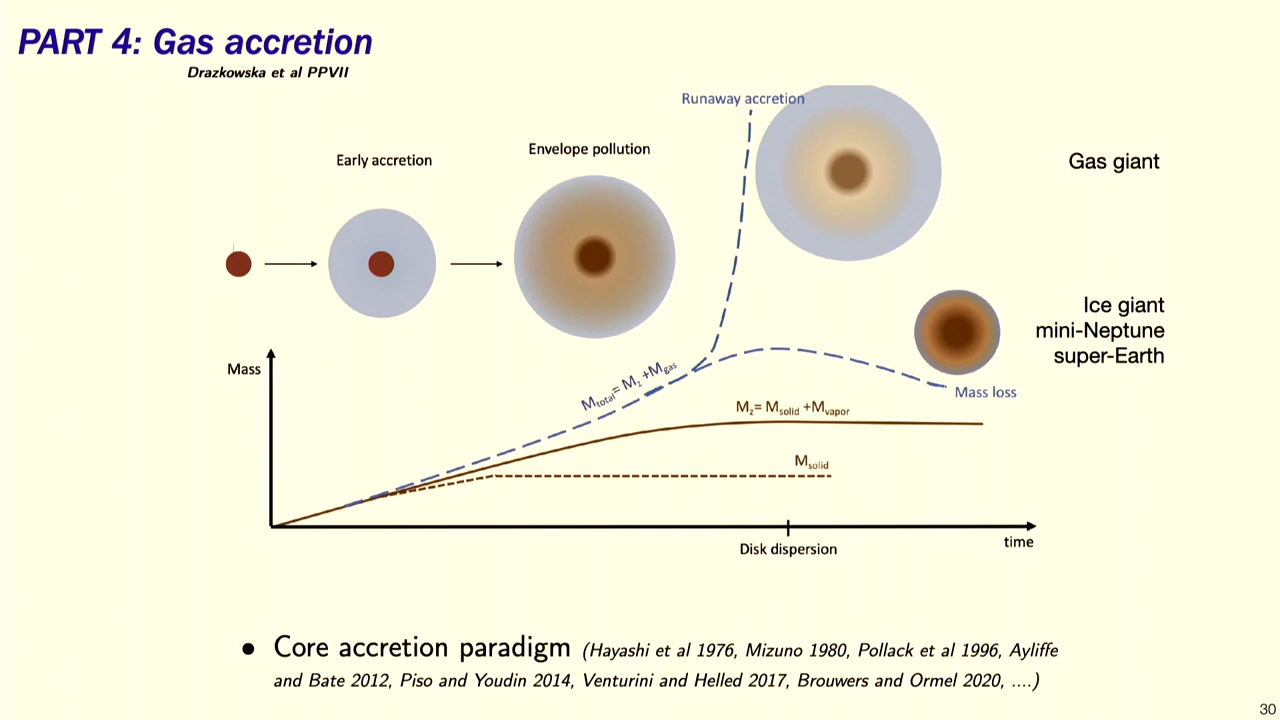 PART 4: Gas accretion
Drazkowska et al PPVII
Runaway accretion
Envelope pollution
Early accretion
Gas giant
Ice giant
mini-Neptune
super-Earth
Mass
M_total = M_z + M_gas
Mass loss
M_z = M_solid + M_vapor
M_solid
time
Disk dispersion
• Core accretion paradigm (Hayashi et al 1976, Mizuno 1980, Pollack et al 1996, Ayliffe
and Bate 2012, Piso and Youdin 2014, Venturini and Helled 2017, Brouwers and Ormel 2020, ....)
30